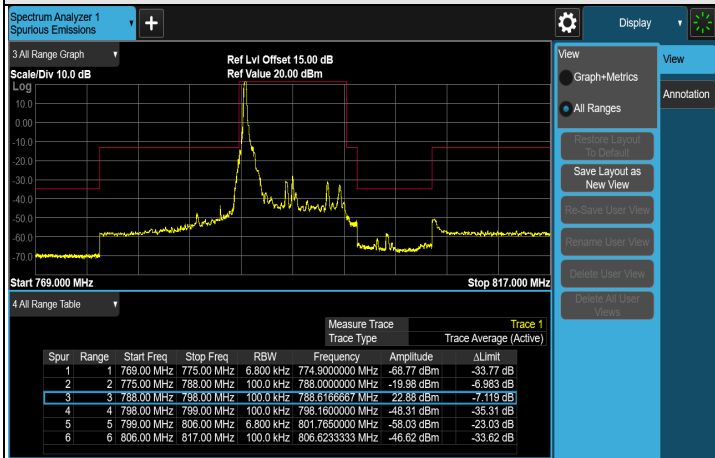 Spectrum Analyzer 1
Spurious Emissions
Display
3 All Range Graph
Ref Lvl Offset 15.00 dB
Scale/Div 10.0 dB
Ref Value 20.00 dBm
Log
10.0
0.00
-10.0
-20.0
-30.0
-40.0
-50.0
-60.0
-70.0
Start 769.000 MHz
Stop 817.000 MHz
4 All Range Table
Measure Trace Trace 1
Trace Type Trace Average (Active)
Spur Range Start Freq Stop Freq RBW Frequency Amplitude ΔLimit
1 1 769.00 MHz 775.00 MHz 6.800 kHz 774.9000000 MHz -68.77 dBm -33.77 dB
2 2 775.00 MHz 788.00 MHz 100.0 kHz 788.0000000 MHz -19.98 dBm -6.983 dB
3 3 788.00 MHz 798.00 MHz 100.0 kHz 788.6166667 MHz 22.88 dBm -7.119 dB
4 4 798.00 MHz 799.00 MHz 100.0 kHz 798.1600000 MHz -48.31 dBm -35.31 dB
5 5 799.00 MHz 806.00 MHz 6.800 kHz 801.7650000 MHz -58.03 dBm -23.03 dB
6 6 806.00 MHz 817.00 MHz 100.0 kHz 806.6233333 MHz -46.62 dBm -33.62 dB
View
Graph+Metrics
All Ranges
Restore Layout
To Default
Save Layout as
New View
Re-Save User View
Rename User View
Delete User View
Delete All User
Views
View
Annotation